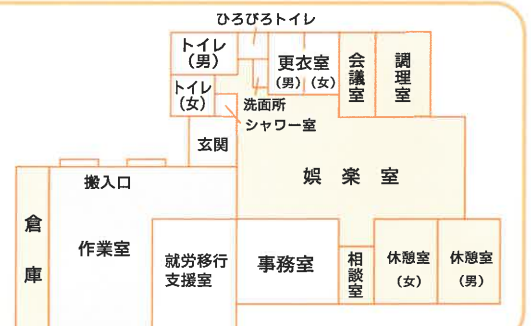 ひろびろトイレ
トイレ
（男）
更衣室
（男）（女）
会議室
調理室
トイレ
（女）
洗面所
シャワー室
玄関
娯楽室
搬入口
倉庫
作業室
就労移行
支援室
事務室
相談室
休憩室
（女）
休憩室
（男）